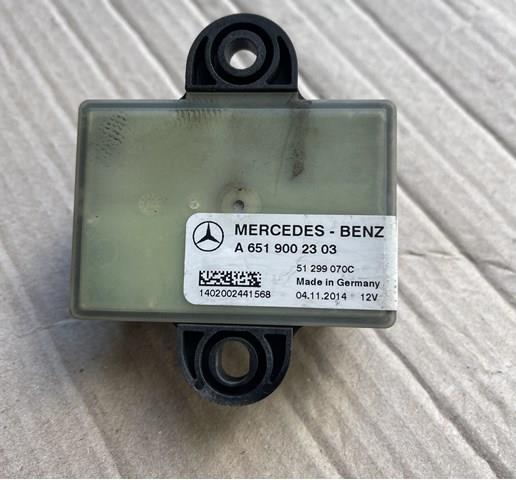 MERCEDES - BENZ
A 651 900 23 03
51 299 070C
Made in Germany
1402002441568
04.11.2014 12V